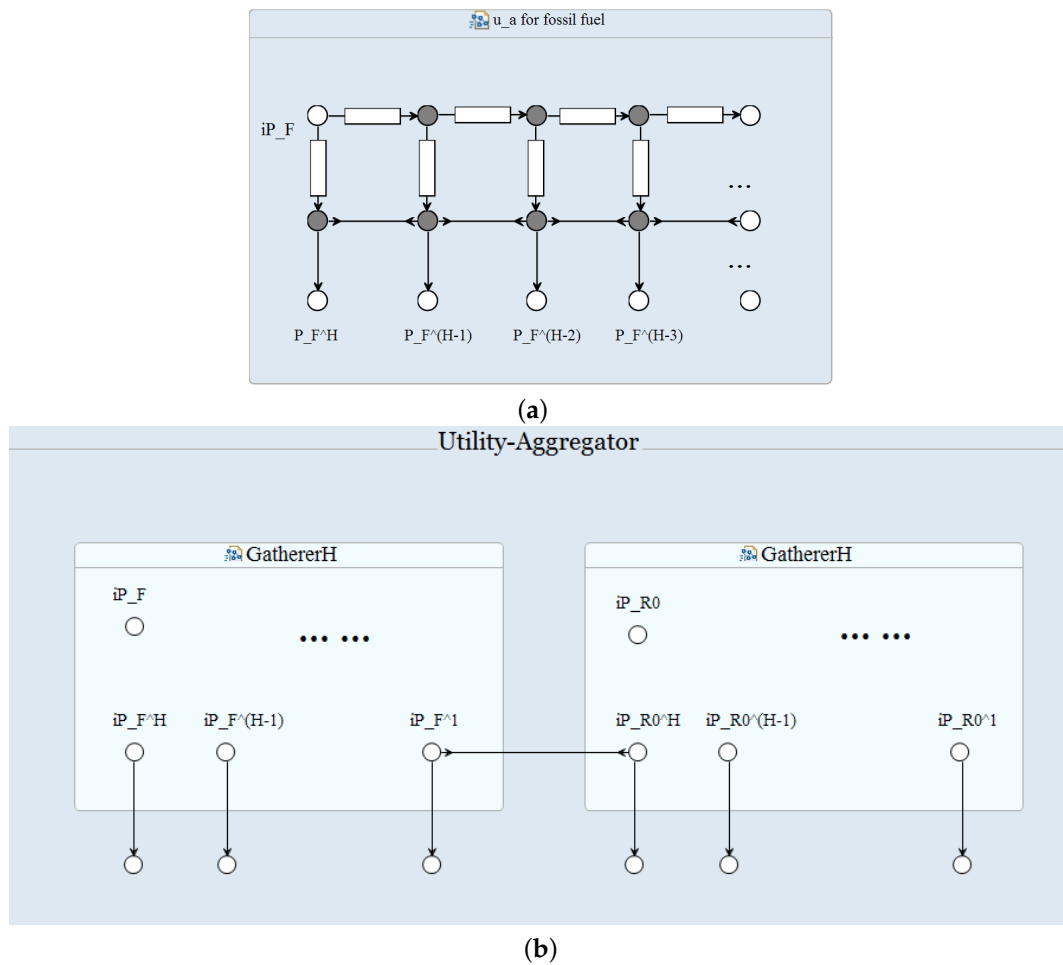 u_a for fossil fuel
iP_F
...
...
P_F^H P_F^(H-1) P_F^(H-2) P_F^(H-3)
(a)
Utility-Aggregator
GathererH GathererH
iP_F iP_R0
... ... ... ...
iP_F^H iP_F^(H-1) iP_F^1 iP_R0^H iP_R0^(H-1) iP_R0^1
(b)